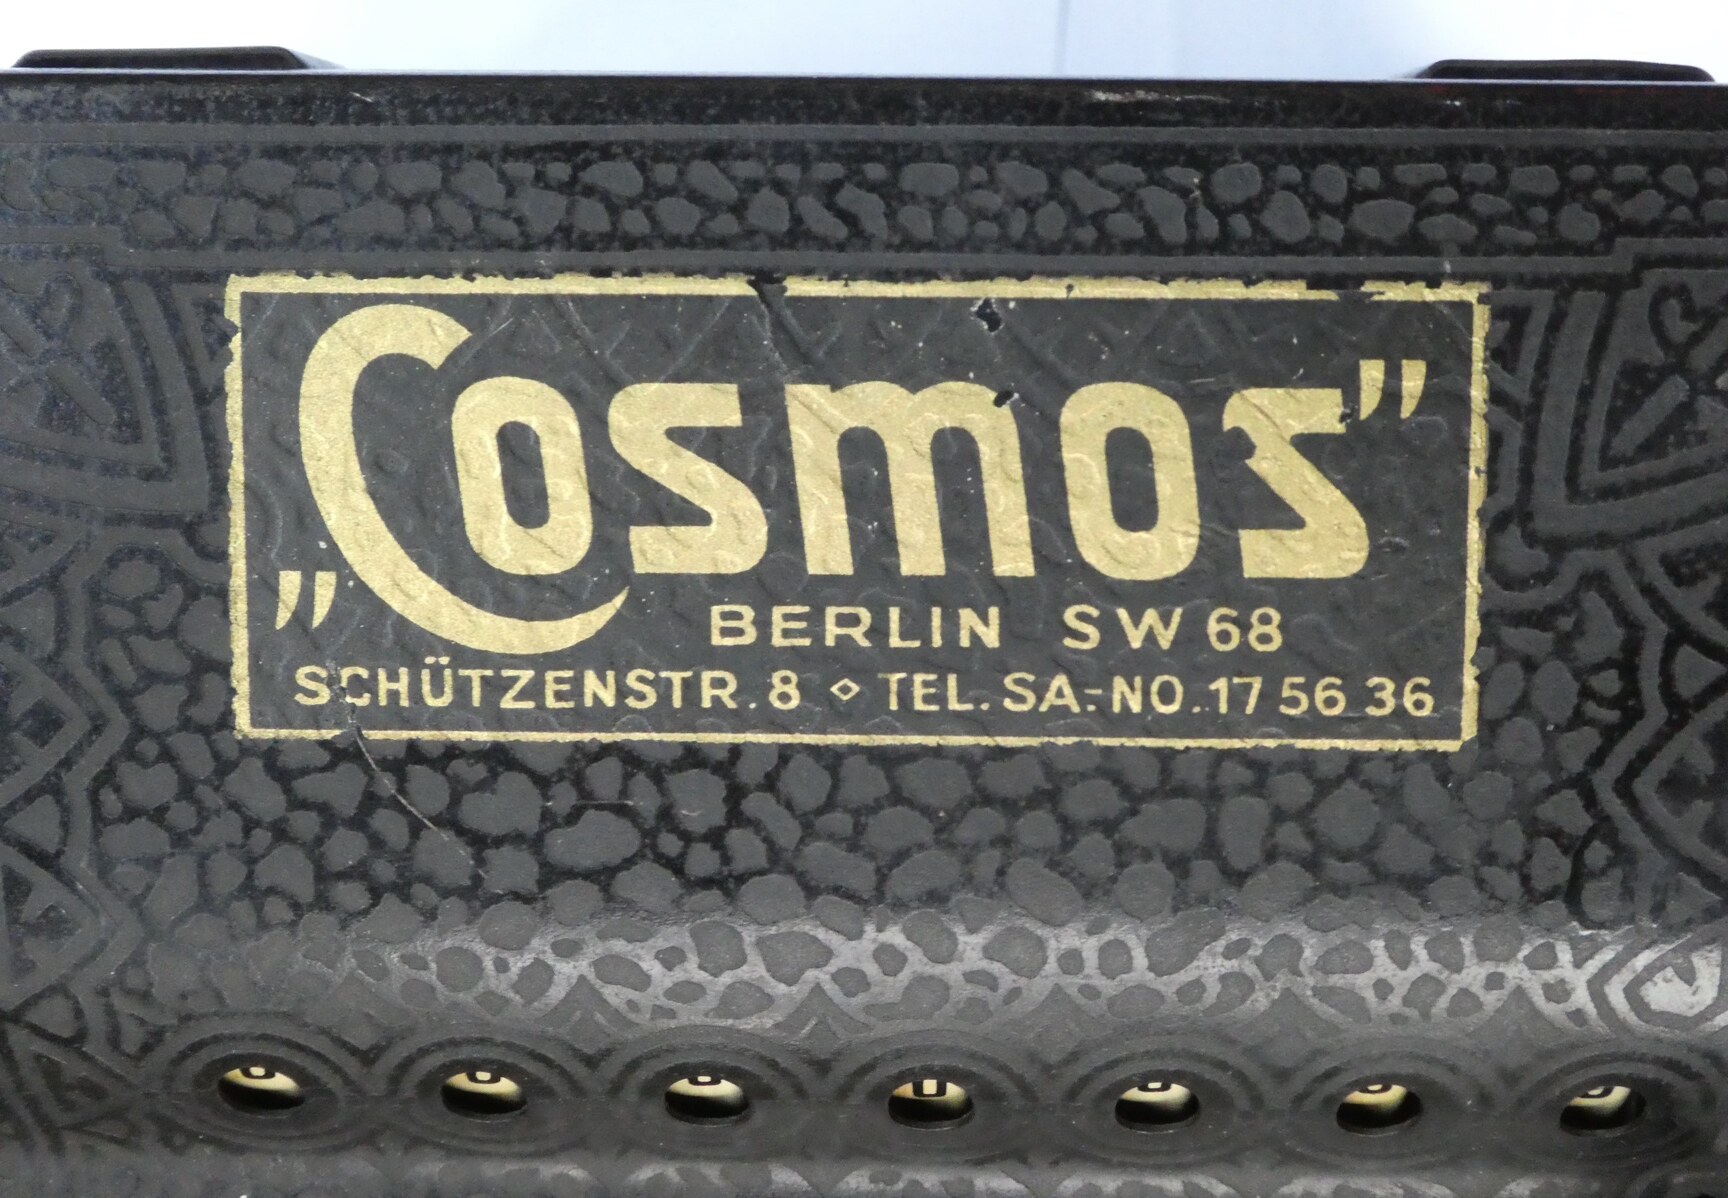 „Cosmos”
BERLIN SW 68
SCHÜTZENSTR. 8 ◇ TEL. SA.-NO. 17 56 36